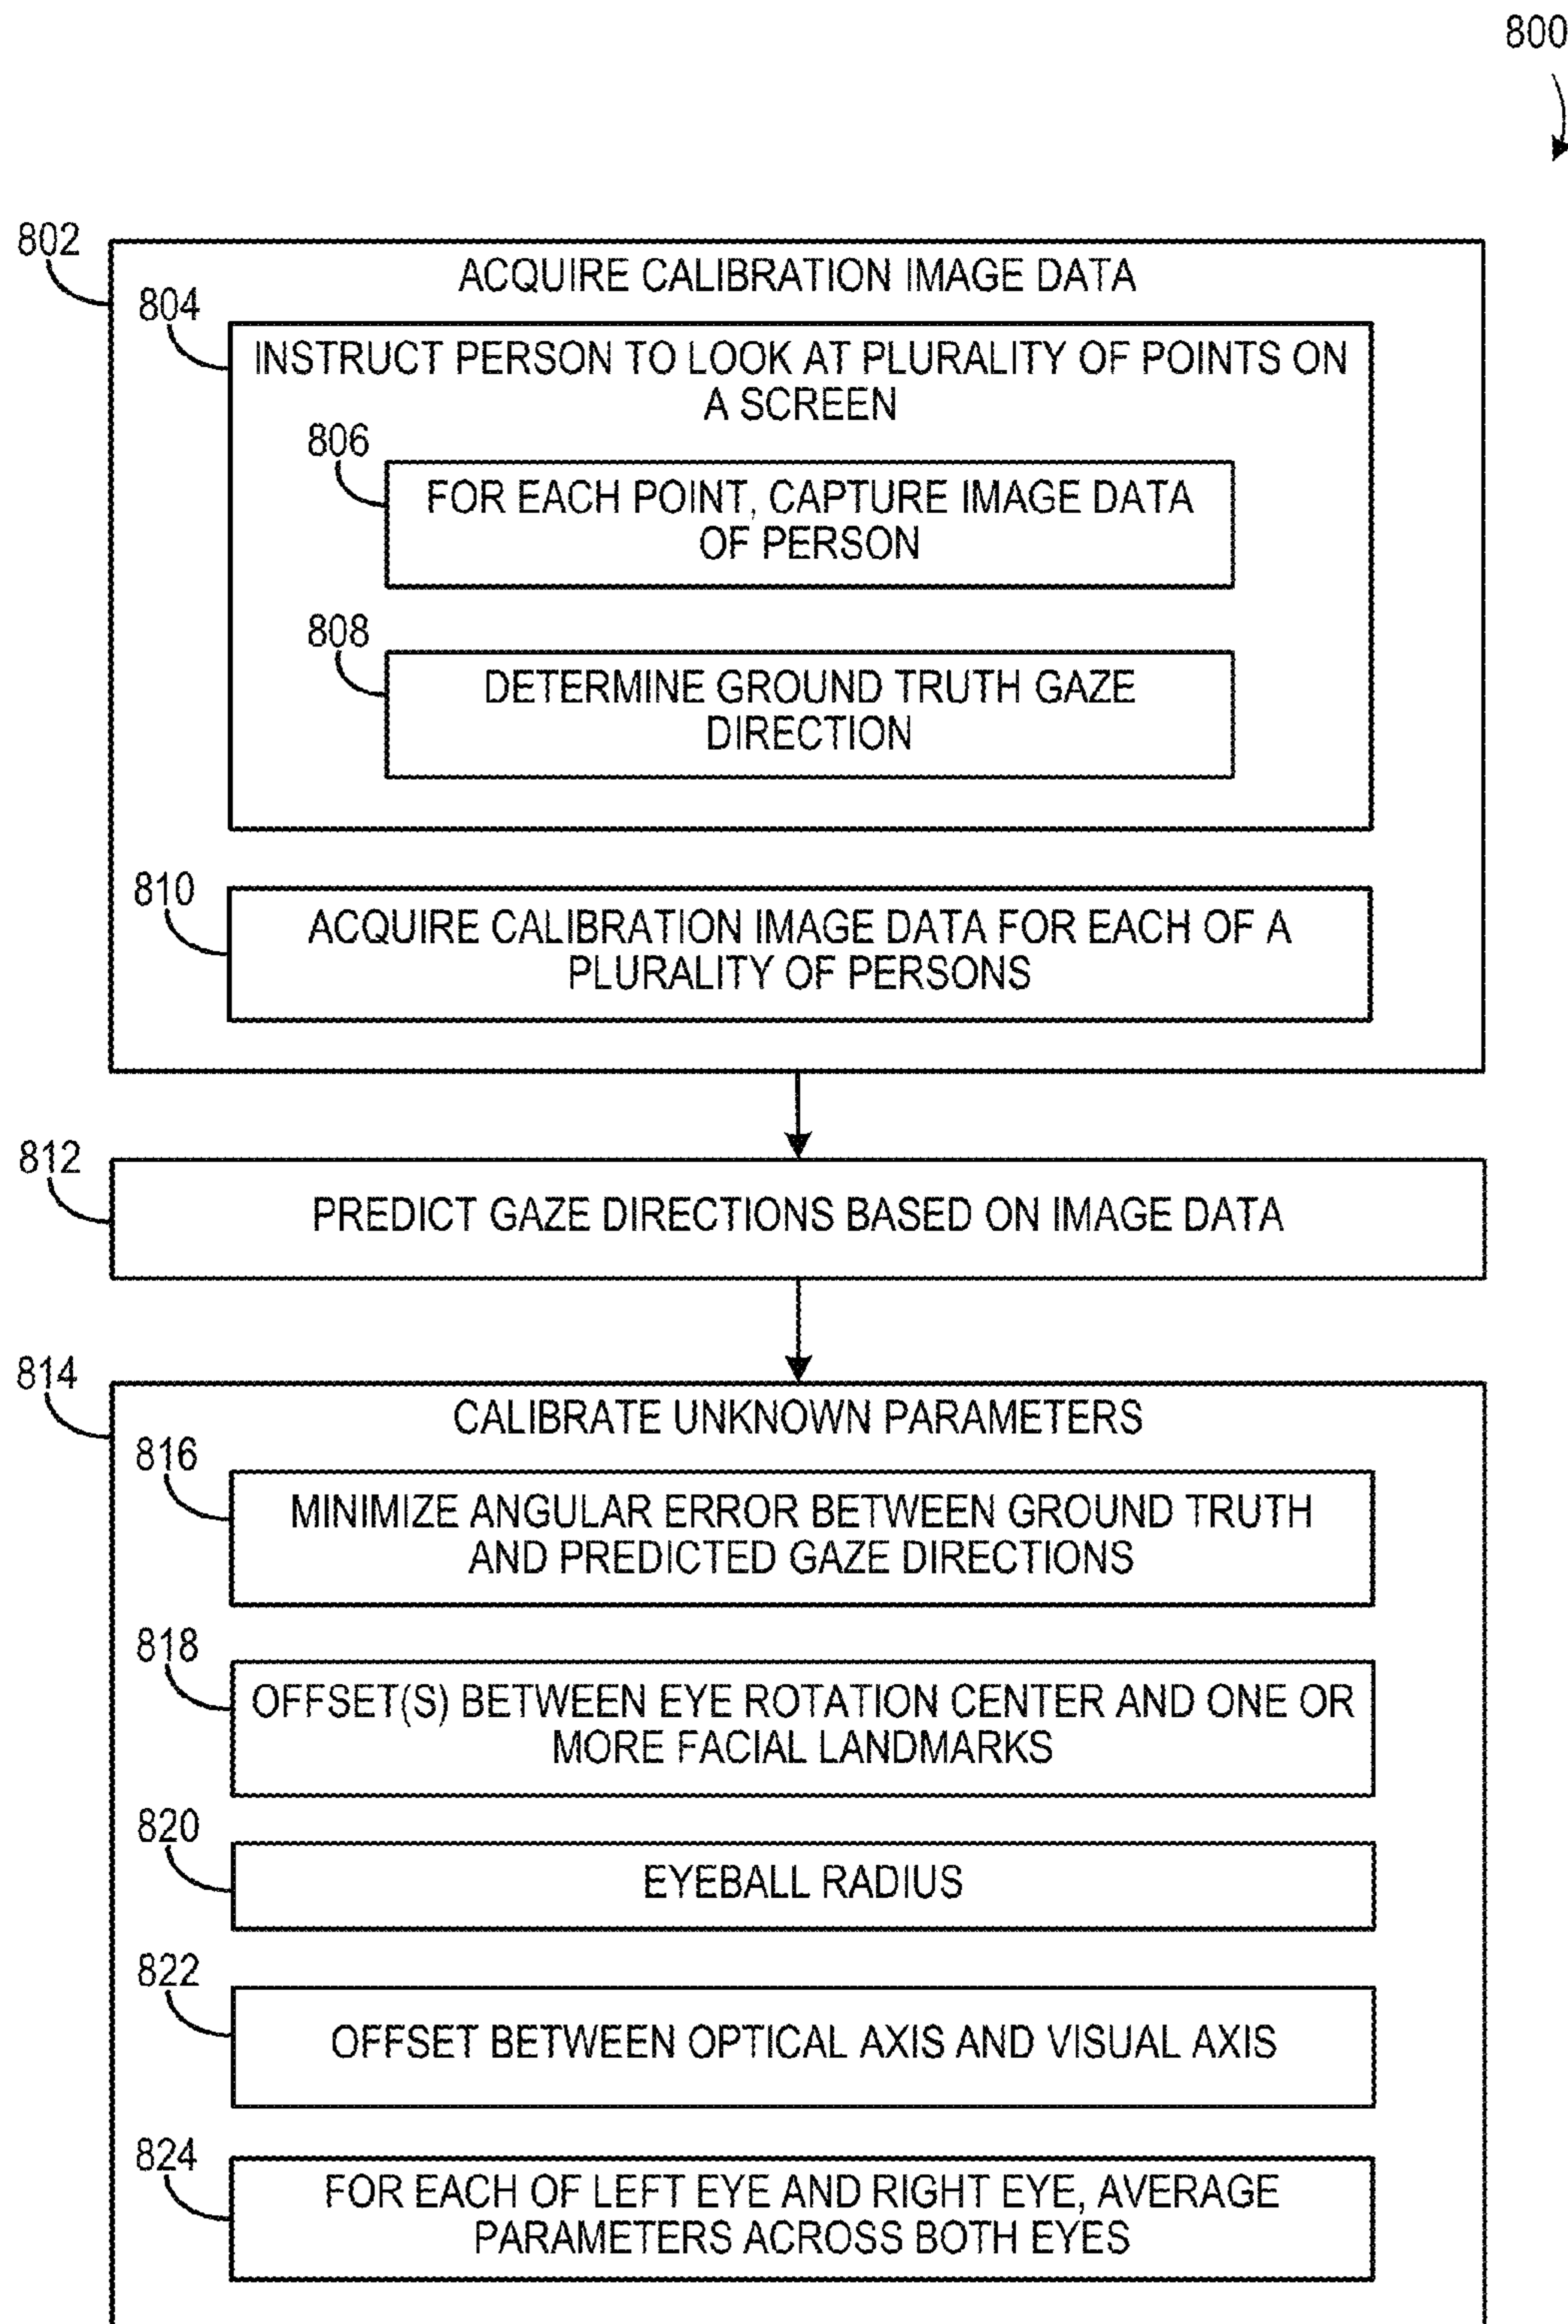 800
802
ACQUIRE CALIBRATION IMAGE DATA
804
INSTRUCT PERSON TO LOOK AT PLURALITY OF POINTS ON
A SCREEN
806
FOR EACH POINT, CAPTURE IMAGE DATA
OF PERSON
808
DETERMINE GROUND TRUTH GAZE
DIRECTION
810
ACQUIRE CALIBRATION IMAGE DATA FOR EACH OF A
PLURALITY OF PERSONS
812
PREDICT GAZE DIRECTIONS BASED ON IMAGE DATA
814
CALIBRATE UNKNOWN PARAMETERS
816
MINIMIZE ANGULAR ERROR BETWEEN GROUND TRUTH
AND PREDICTED GAZE DIRECTIONS
818
OFFSET(S) BETWEEN EYE ROTATION CENTER AND ONE OR
MORE FACIAL LANDMARKS
820
EYEBALL RADIUS
822
OFFSET BETWEEN OPTICAL AXIS AND VISUAL AXIS
824
FOR EACH OF LEFT EYE AND RIGHT EYE, AVERAGE
PARAMETERS ACROSS BOTH EYES